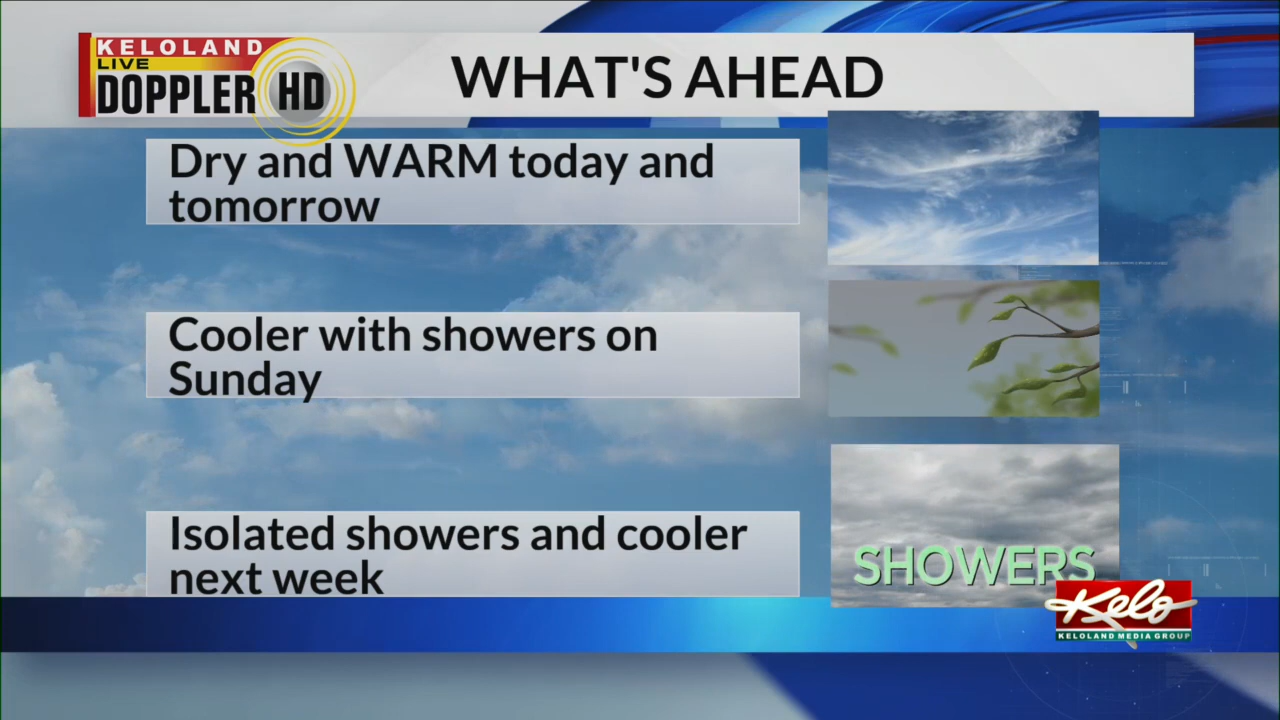 KELOLAND
LIVE
DOPPLER HD
WHAT'S AHEAD
Dry and WARM today and
tomorrow
Cooler with showers on
Sunday
Isolated showers and cooler
next week
SHOWERS
Kelo
KELOLAND MEDIA GROUP